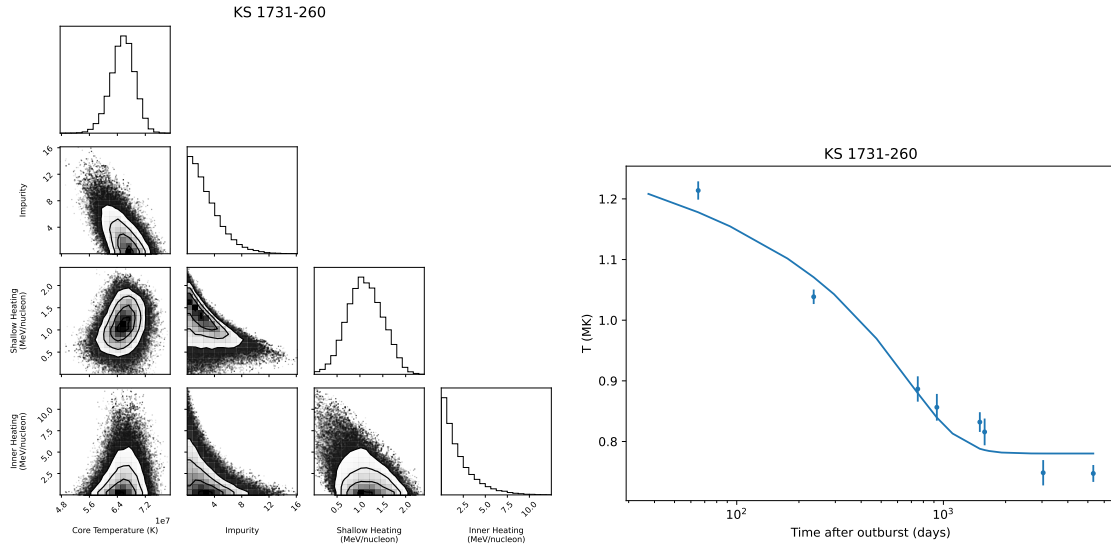 KS 1731-260
16
12
8
4
Impurity
2.0
1.5
1.0
0.5
Shallow Heating
(MeV/nucleon)
10.0
7.5
5.0
2.5
Inner Heating
(MeV/nucleon)
4.8
5.6
6.4
7.2
1e7
Core Temperature (K)
4
8
12
16
Impurity
0.5
1.0
1.5
2.0
Shallow Heating
(MeV/nucleon)
2.5
5.0
7.5
10.0
Inner Heating
(MeV/nucleon)
KS 1731-260
1.2
1.1
1.0
0.9
0.8
T (MK)
10²
10³
Time after outburst (days)